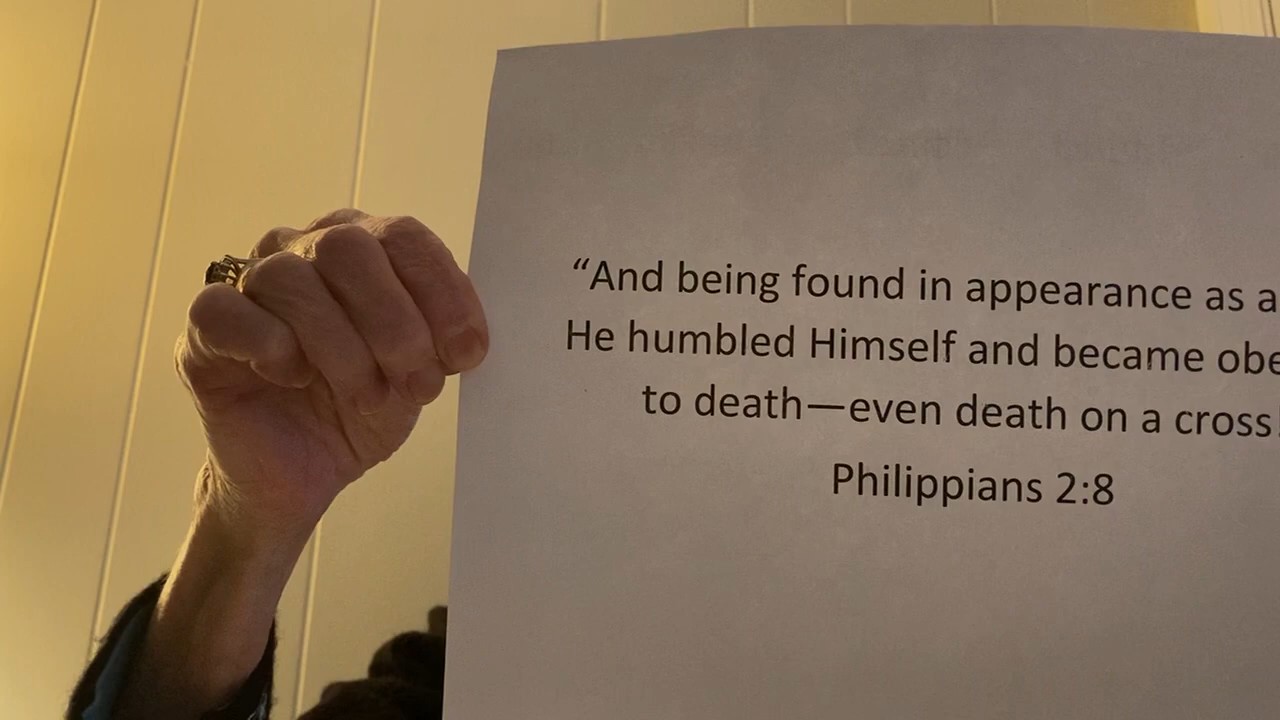 “And being found in appearance as a
He humbled Himself and became obe
to death—even death on a cross
Philippians 2:8